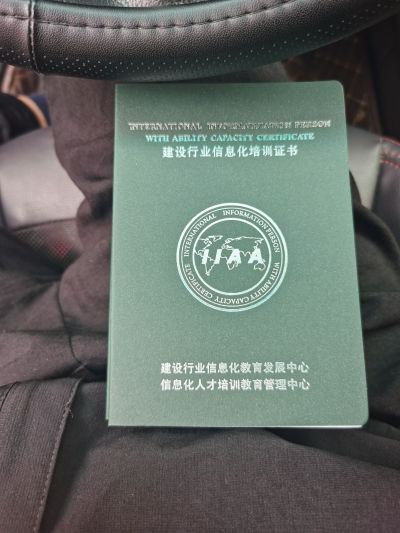 INTERNATIONAL INFORMATIAZATION PERSON
WITH ABILITY CAPACITY CERTIFICATE
建设行业信息化培训证书
INTERNATIONAL INFORMATION PERSON WITH ABILITY CAPACITY CERTIFICATE
IIAA
建设行业信息化教育发展中心
信息化人才培训教育管理中心